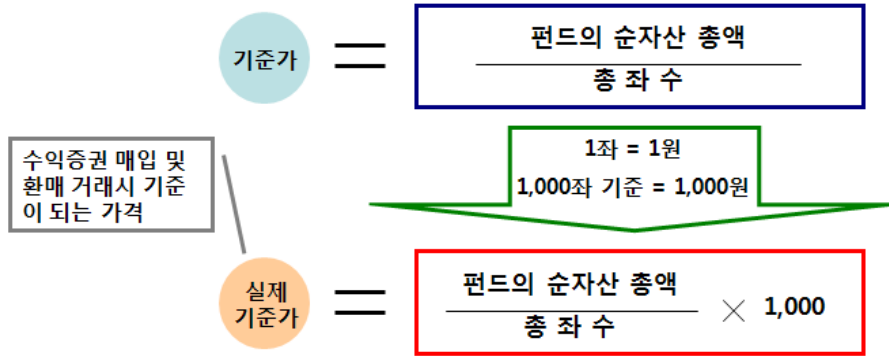 기준가
=
펀드의 순자산 총액
총 좌 수
1좌 = 1원
1,000좌 기준 = 1,000원
수익증권 매입 및
환매 거래시 기준
이 되는 가격
실제
기준가
=
펀드의 순자산 총액
총 좌 수
× 1,000